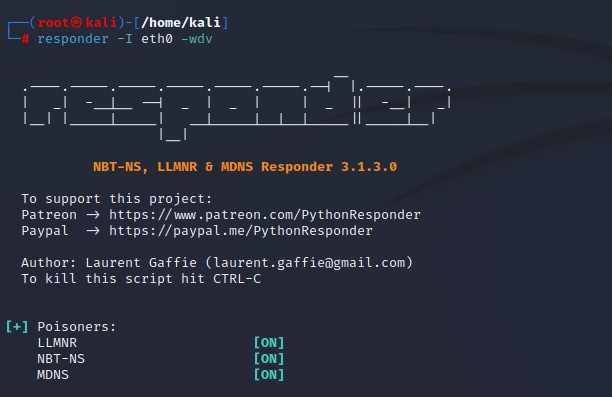 ┌──(root㉿kali)-[/home/kali]
└─# responder -I eth0 -wdv
responder
NBT-NS, LLMNR & MDNS Responder 3.1.3.0
To support this project:
Patreon -> https://www.patreon.com/PythonResponder
Paypal -> https://paypal.me/PythonResponder
Author: Laurent Gaffie (laurent.gaffie@gmail.com)
To kill this script hit CTRL-C
[+] Poisoners:
LLMNR [ON]
NBT-NS [ON]
MDNS [ON]